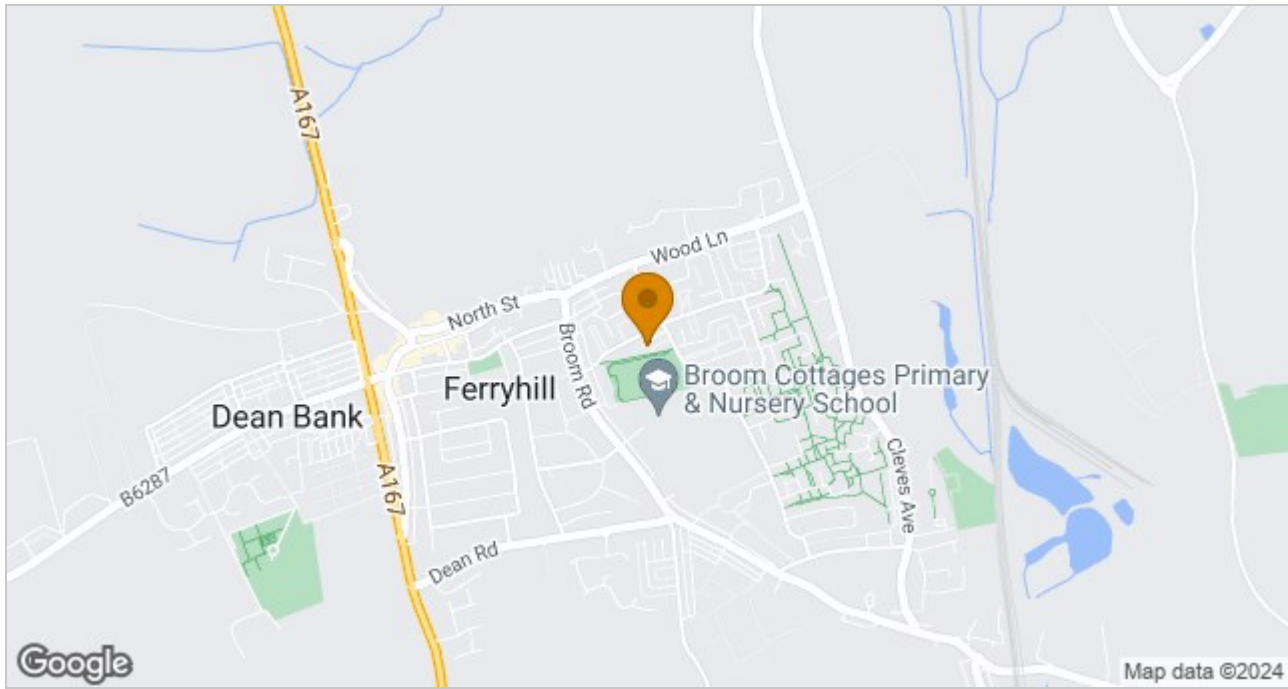 A167
Wood Ln
North St
Broom Rd
Ferryhill
Broom Cottages Primary
& Nursery School
Dean Bank
B6287
A167
Cleves Ave
Dean Rd
Google
Map data ©2024